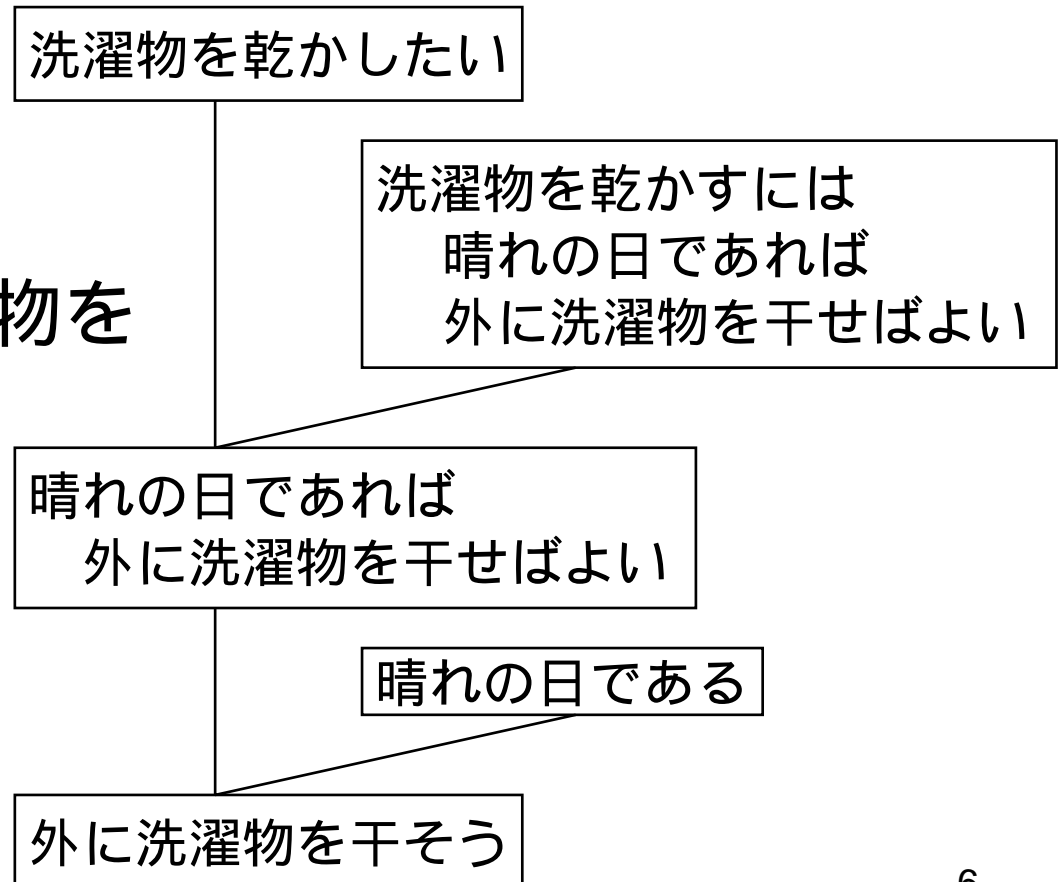 洗濯物を乾かしたい
洗濯物を乾かすには
晴れの日であれば
外に洗濯物を干せばよい
物を
晴れの日であれば
外に洗濯物を干せばよい
晴れの日である
外に洗濯物を干そう
6